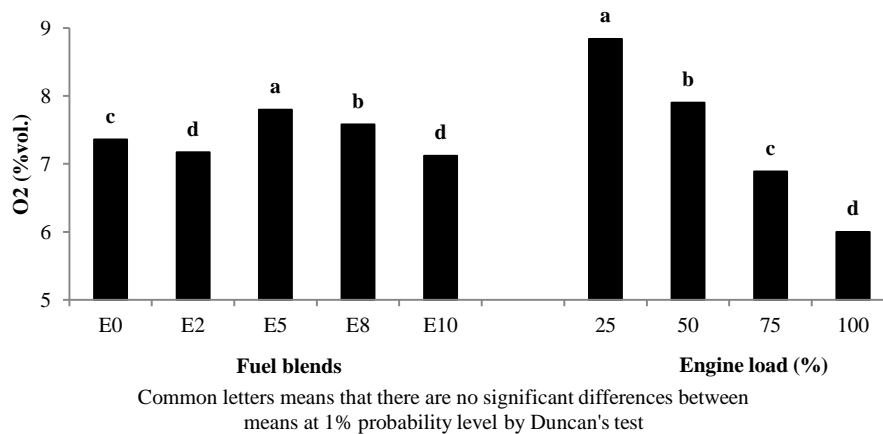 9
8
7
6
5
O2 (%vol.)
c d a b d a b c d
E0 E2 E5 E8 E10 25 50 75 100
Fuel blends Engine load (%)
Common letters means that there are no significant differences between
means at 1% probability level by Duncan's test